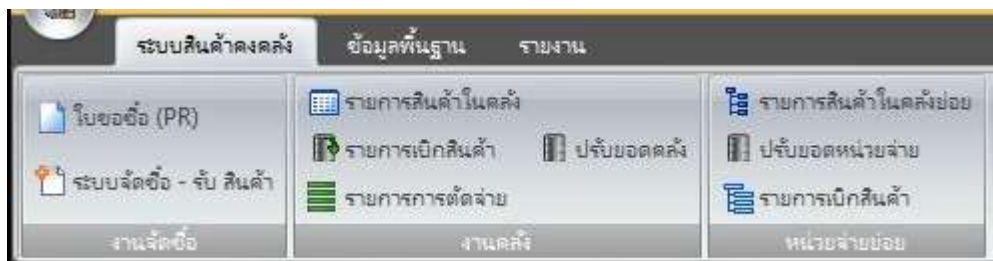 ระบบสินค้าคงคลัง ข้อมูลพื้นฐาน รายงาน
ใบขอซื้อ (PR)
ระบบจัดซื้อ - รับ สินค้า
งานจัดซื้อ
รายการสินค้าในคลัง
รายการเบิกสินค้า ปรับยอดคลัง
รายการการตัดจ่าย
งานคลัง
รายการสินค้าในคลังย่อย
ปรับยอดหน่วยจ่าย
รายการเบิกสินค้า
หน่วยจ่ายย่อย